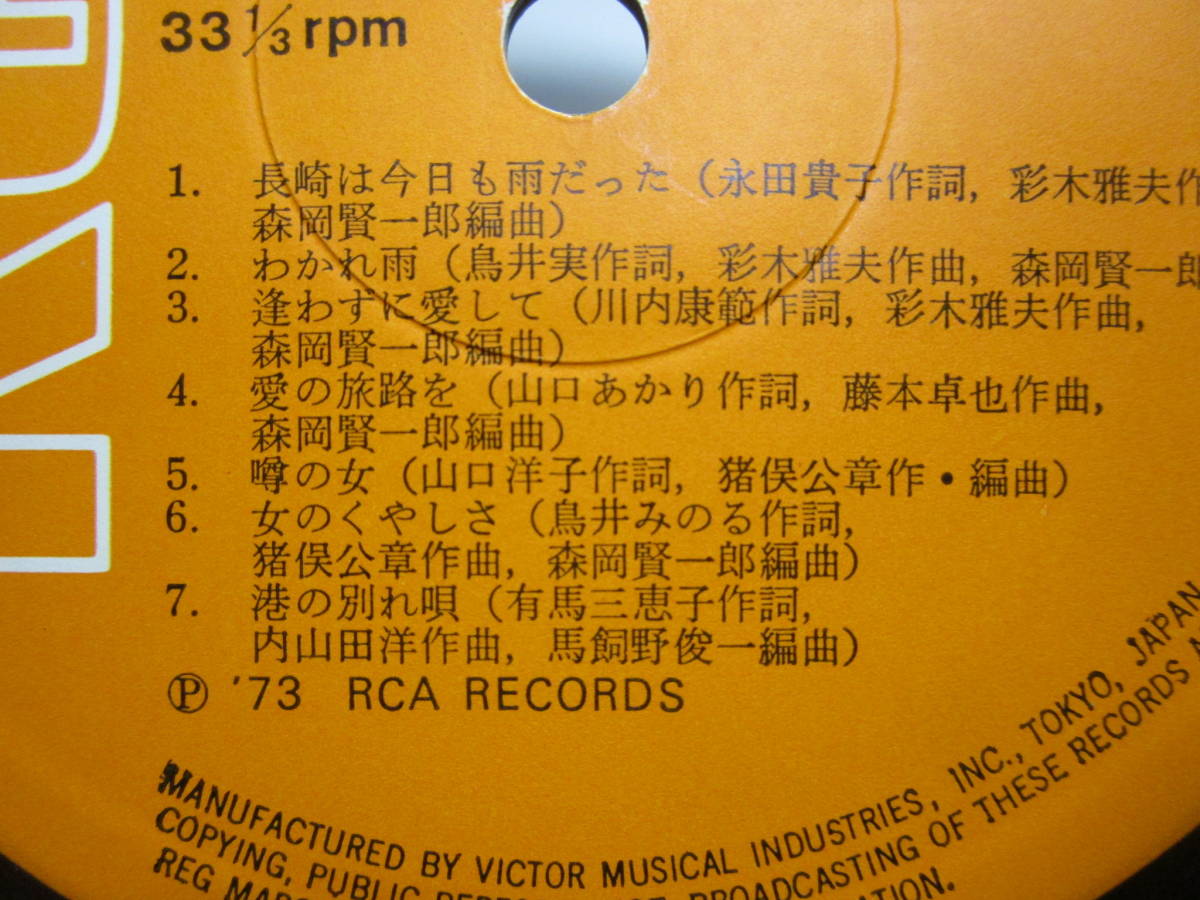 33 1/3 rpm
1. 長崎は今日も雨だった (永田貴子作詞, 彩木雅夫作
森岡賢一郎編曲)
2. わかれ雨 (鳥井実作詞, 彩木雅夫作曲, 森岡賢一郎
3. 逢わずに愛して (川内康範作詞, 彩木雅夫作曲,
森岡賢一郎編曲)
4. 愛の旅路を (山口あかり作詞, 藤本卓也作曲,
森岡賢一郎編曲)
5. 噂の女 (山口洋子作詞, 猪俣公章作・編曲)
6. 女のくやしさ (鳥井みのる作詞,
猪俣公章作曲, 森岡賢一郎編曲)
7. 港の別れ唄 (有馬三恵子作詞,
内山田洋作曲, 馬飼野俊一編曲)
Ⓟ '73 RCA RECORDS
MANUFACTURED BY VICTOR MUSICAL INDUSTRIES, INC., TOKYO, JAPAN
COPYING, PUBLIC BROADCASTING OF THESE RECORDS
REG